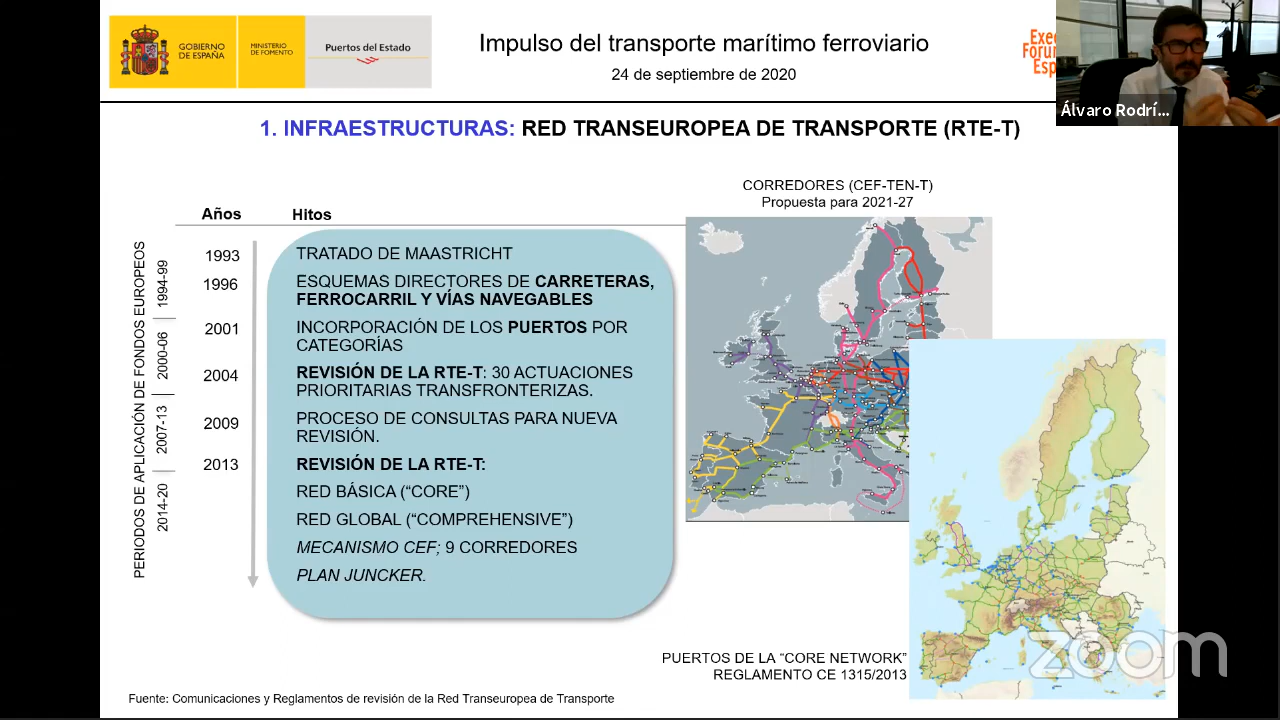 GOBIERNO
DE ESPAÑA
MINISTERIO
DE FOMENTO
Puertos del Estado
Impulso del transporte marítimo ferroviario
24 de septiembre de 2020
Álvaro Rodrí...
1. INFRAESTRUCTURAS: RED TRANSEUROPEA DE TRANSPORTE (RTE-T)
CORREDORES (CEF-TEN-T)
Propuesta para 2021-27
Años
Hitos
PERIODOS DE APLICACIÓN DE FONDOS EUROPEOS
1994-99
2000-06
2007-13
2014-20
1993
TRATADO DE MAASTRICHT
1996
ESQUEMAS DIRECTORES DE CARRETERAS,
FERROCARRIL Y VÍAS NAVEGABLES
2001
INCORPORACIÓN DE LOS PUERTOS POR
CATEGORÍAS
2004
REVISIÓN DE LA RTE-T: 30 ACTUACIONES
PRIORITARIAS TRANSFRONTERIZAS.
2009
PROCESO DE CONSULTAS PARA NUEVA
REVISIÓN.
2013
REVISIÓN DE LA RTE-T:
RED BÁSICA (“CORE”)
RED GLOBAL (“COMPREHENSIVE”)
MECANISMO CEF; 9 CORREDORES
PLAN JUNCKER.
PUERTOS DE LA “CORE NETWORK”
REGLAMENTO CE 1315/2013
zoom
Fuente: Comunicaciones y Reglamentos de revisión de la Red Transeuropea de Transporte